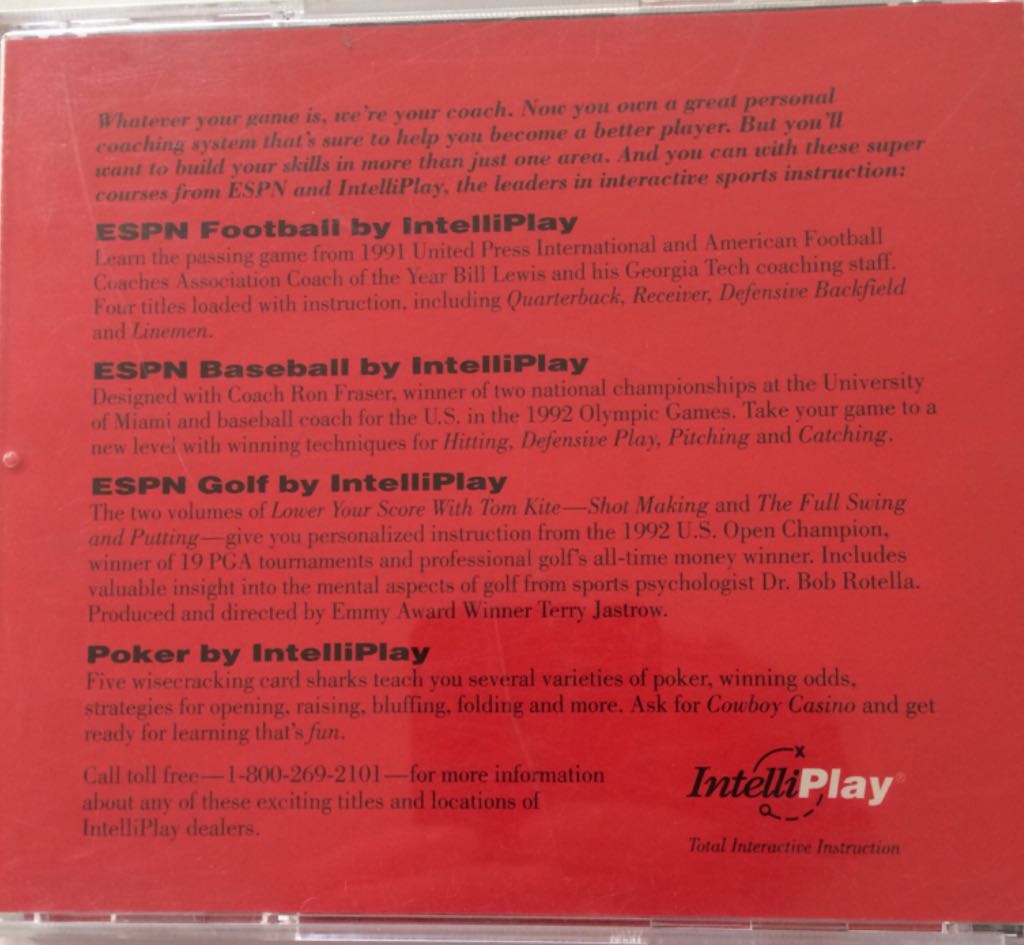 Whatever your game is, we're your coach. Now you own a great personal
coaching system that's sure to help you become a better player. But you'll
want to build your skills in more than just one area. And you can with these super
courses from ESPN and IntelliPlay, the leaders in interactive sports instruction:
ESPN Football by IntelliPlay
Learn the passing game from 1991 United Press International and American Football
Coaches Association Coach of the Year Bill Lewis and his Georgia Tech coaching staff.
Four titles loaded with instruction, including Quarterback, Receiver, Defensive Backfield
and Linemen.
ESPN Baseball by IntelliPlay
Designed with Coach Ron Fraser, winner of two national championships at the University
of Miami and baseball coach for the U.S. in the 1992 Olympic Games. Take your game to a
new level with winning techniques for Hitting, Defensive Play, Pitching and Catching.
ESPN Golf by IntelliPlay
The two volumes of Lower Your Score With Tom Kite—Shot Making and The Full Swing
and Putting—give you personalized instruction from the 1992 U.S. Open Champion,
winner of 19 PGA tournaments and professional golf's all-time money winner. Includes
valuable insight into the mental aspects of golf from sports psychologist Dr. Bob Rotella.
Produced and directed by Emmy Award Winner Terry Jastrow.
Poker by IntelliPlay
Five wisecracking card sharks teach you several varieties of poker, winning odds,
strategies for opening, raising, bluffing, folding and more. Ask for Cowboy Casino and get
ready for learning that's fun.
Call toll free—1-800-269-2101—for more information
about any of these exciting titles and locations of
IntelliPlay dealers.
IntelliPlay®
Total Interactive Instruction